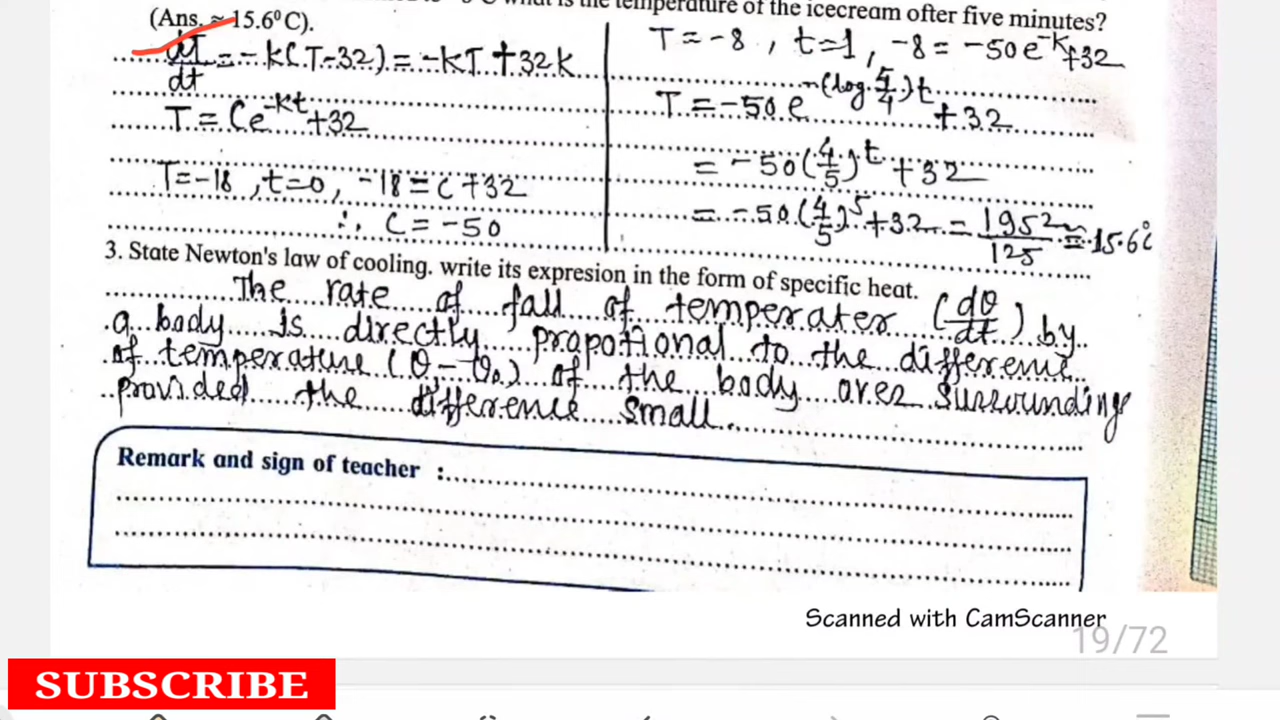 what is the temperature of the icecream ofter five minutes?
(Ans. ≈ 15.6⁰C).
dT/dt = -k(T-32) = -kT + 32k
T = Ce^-kt + 32
T=-18, t=0, -18 = C + 32
∴ C = -50
T = -8, t=1, -8 = -50e^-k + 32
T = -50 e^-(log 5/4)t + 32
= -50(4/5)^t + 32
= -50(4/5)^5 + 32 = 1952/125 ≈ 15.6⁰C
3. State Newton's law of cooling. write its expresion in the form of specific heat.
The rate of fall of temperater (dθ/dt) by
a body is directly propotional to the difference
of temperature (θ - θ₀) of the body over surroundings
provided the difference small.
Remark and sign of teacher :
Scanned with CamScanner
19/72
SUBSCRIBE